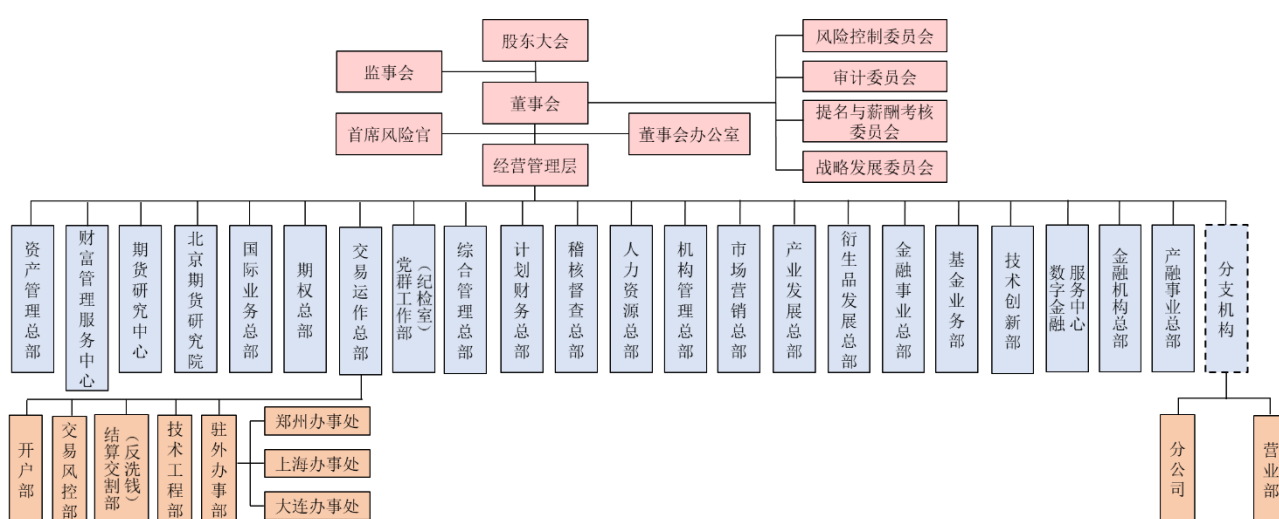 股东大会
监事会
董事会
风险控制委员会
审计委员会
提名与薪酬考核
委员会
战略发展委员会
首席风险官
董事会办公室
经营管理层
资产管理总部
财富管理服务中心
期货研究中心
北京期货研究院
国际业务总部
期权总部
交易运作总部
党群工作部
（纪检室）
综合管理总部
计划财务总部
稽核督查总部
人力资源总部
机构管理总部
市场营销总部
产业发展总部
衍生品发展总部
金融事业总部
基金业务部
技术创新部
数字金融
服务中心
金融机构总部
产融事业总部
分支机构
开户部
交易风控部
结算交割部
（反洗钱）
技术工程部
驻外办事部
郑州办事处
上海办事处
大连办事处
分公司
营业部